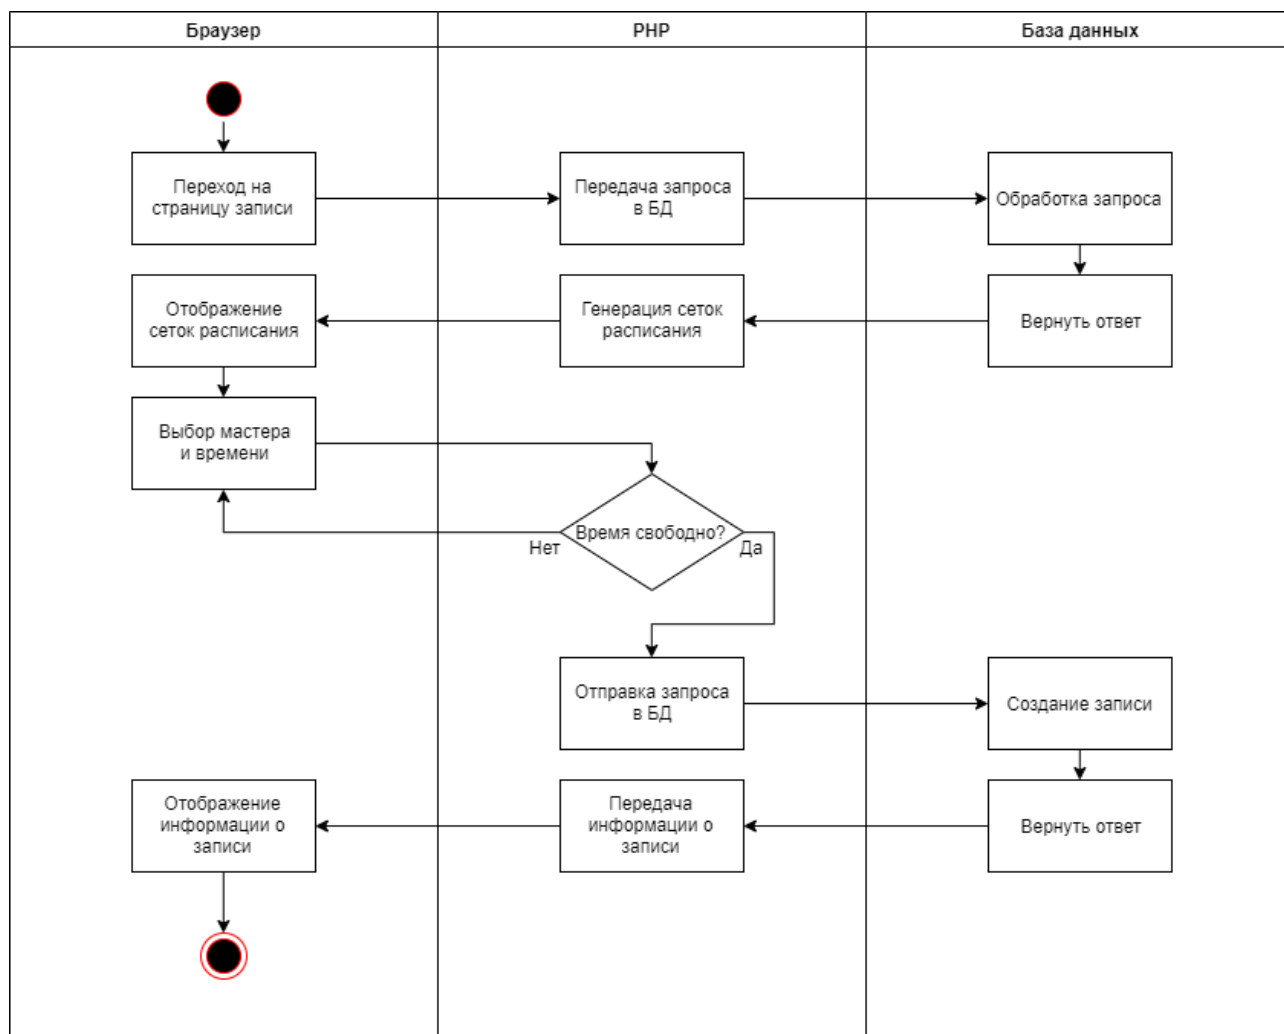 Браузер
PHP
База данных
Переход на
страницу записи
Передача запроса
в БД
Обработка запроса
Отображение
сеток расписания
Генерация сеток
расписания
Вернуть ответ
Выбор мастера
и времени
Время свободно?
Нет
Да
Отправка запроса
в БД
Создание записи
Отображение
информации о
записи
Передача
информации о
записи
Вернуть ответ